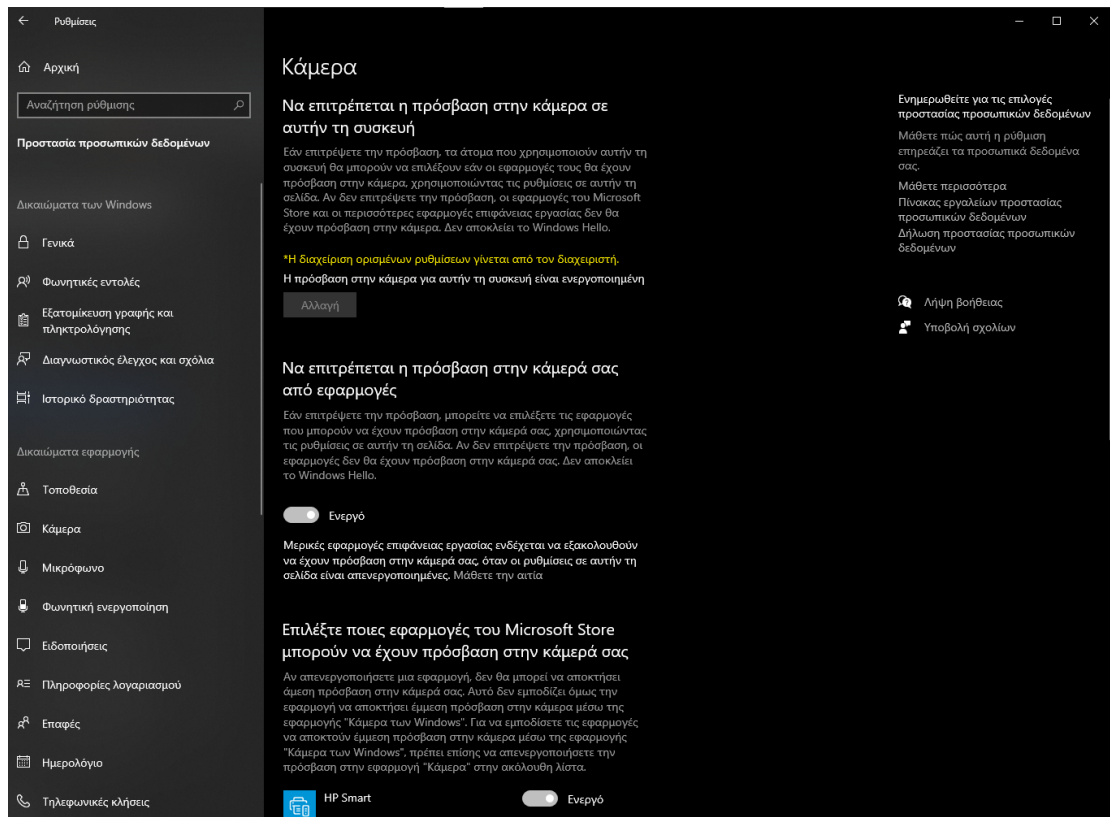 Ρυθμίσεις
Αρχική
Αναζήτηση ρύθμισης
Προστασία προσωπικών δεδομένων
Δικαιώματα των Windows
Γενικά
Φωνητικές εντολές
Εξατομίκευση γραφής και
πληκτρολόγησης
Διαγνωστικός έλεγχος και σχόλια
Ιστορικό δραστηριότητας
Δικαιώματα εφαρμογής
Τοποθεσία
Κάμερα
Μικρόφωνο
Φωνητική ενεργοποίηση
Ειδοποιήσεις
Πληροφορίες λογαριασμού
Επαφές
Ημερολόγιο
Τηλεφωνικές κλήσεις
Κάμερα
Να επιτρέπεται η πρόσβαση στην κάμερα σε
αυτήν τη συσκευή
Εάν επιτρέψετε την πρόσβαση, τα άτομα που χρησιμοποιούν αυτήν τη
συσκευή θα μπορούν να επιλέξουν εάν οι εφαρμογές τους θα έχουν
πρόσβαση στην κάμερα, χρησιμοποιώντας τις ρυθμίσεις σε αυτήν τη
σελίδα. Αν δεν επιτρέψετε την πρόσβαση, οι εφαρμογές του Microsoft
Store και οι περισσότερες εφαρμογές επιφάνειας εργασίας δεν θα
έχουν πρόσβαση στην κάμερα. Δεν αποκλείει το Windows Hello.
*Η διαχείριση ορισμένων ρυθμίσεων γίνεται από τον διαχειριστή.
Η πρόσβαση στην κάμερα για αυτήν τη συσκευή είναι ενεργοποιημένη
Αλλαγή
Να επιτρέπεται η πρόσβαση στην κάμερά σας
από εφαρμογές
Εάν επιτρέψετε την πρόσβαση, μπορείτε να επιλέξετε τις εφαρμογές
που μπορούν να έχουν πρόσβαση στην κάμερά σας, χρησιμοποιώντας
τις ρυθμίσεις σε αυτήν τη σελίδα. Αν δεν επιτρέψετε την πρόσβαση, οι
εφαρμογές δεν θα έχουν πρόσβαση στην κάμερά σας. Δεν αποκλείει
το Windows Hello.
Ενεργό
Μερικές εφαρμογές επιφάνειας εργασίας ενδέχεται να εξακολουθούν
να έχουν πρόσβαση στην κάμερά σας, όταν οι ρυθμίσεις σε αυτήν τη
σελίδα είναι απενεργοποιημένες. Μάθετε την αιτία
Επιλέξτε ποιες εφαρμογές του Microsoft Store
μπορούν να έχουν πρόσβαση στην κάμερά σας
Αν απενεργοποιήσετε μια εφαρμογή, δεν θα μπορεί να αποκτήσει
άμεση πρόσβαση στην κάμερά σας. Αυτό δεν εμποδίζει όμως την
εφαρμογή να αποκτήσει έμμεση πρόσβαση στην κάμερα μέσω της
εφαρμογής "Κάμερα των Windows". Για να εμποδίσετε τις εφαρμογές
να αποκτούν έμμεση πρόσβαση στην κάμερα μέσω της εφαρμογής
"Κάμερα των Windows", πρέπει επίσης να απενεργοποιήσετε την
πρόσβαση στην εφαρμογή "Κάμερα" στην ακόλουθη λίστα.
HP Smart Ενεργό
Ενημερωθείτε για τις επιλογές
προστασίας προσωπικών δεδομένων
Μάθετε πώς αυτή η ρύθμιση
επηρεάζει τα προσωπικά δεδομένα
σας.
Μάθετε περισσότερα
Πίνακας εργαλείων προστασίας
προσωπικών δεδομένων
Δήλωση προστασίας προσωπικών
δεδομένων
Λήψη βοήθειας
Υποβολή σχολίων